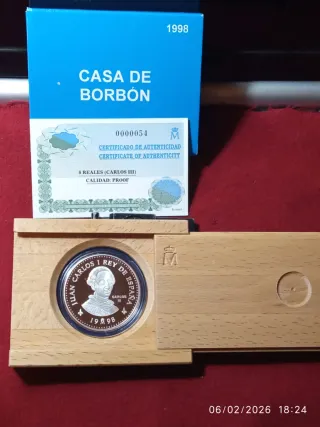 1998
CASA DE
BORBÓN
0000054
CERTIFICADO DE AUTENTICIDAD
CERTIFICATE OF AUTHENTICITY
8 REALES (CARLOS III)
CALIDAD: PROOF
JUAN CARLOS I REY DE ESPAÑA
CARLOS
III
1998
M
06/02/2026 18:24